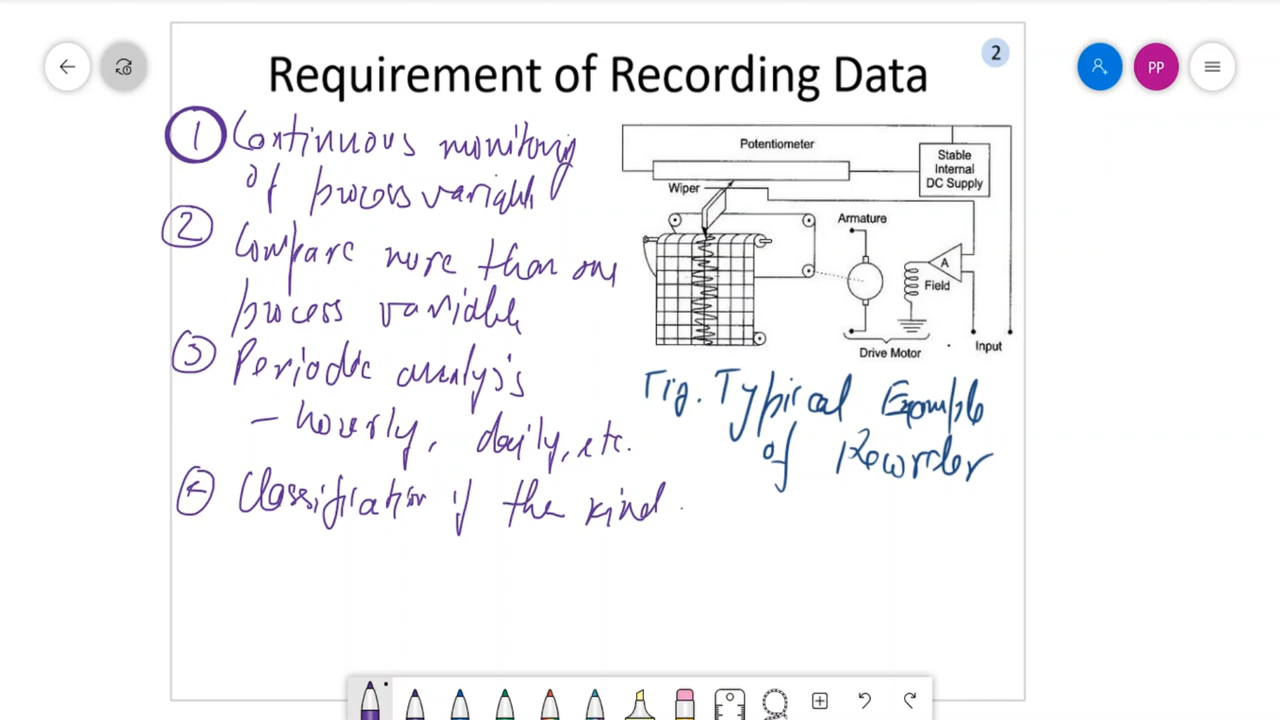 Requirement of Recording Data
2
PP
1 Continuous monitoring
of process variable
2 Compare more than one
process variable
3 Periodic analysis
- hourly, daily, etc.
4 Classification of the kind
Potentiometer
Stable
Internal
DC Supply
Wiper
Armature
A
Field
Drive Motor
Input
Fig. Typical Example
of Recorder